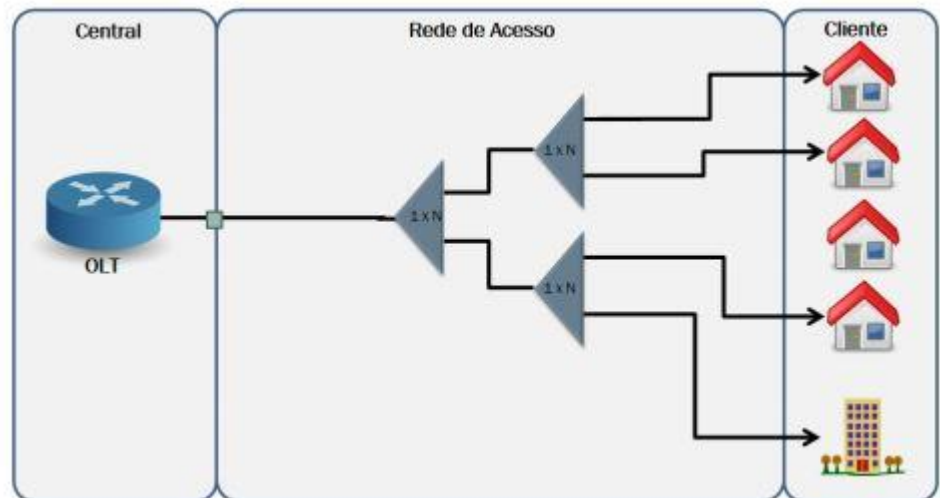 Central
Rede de Acesso
Cliente
1 x N
1 x N
1 x N
OLT